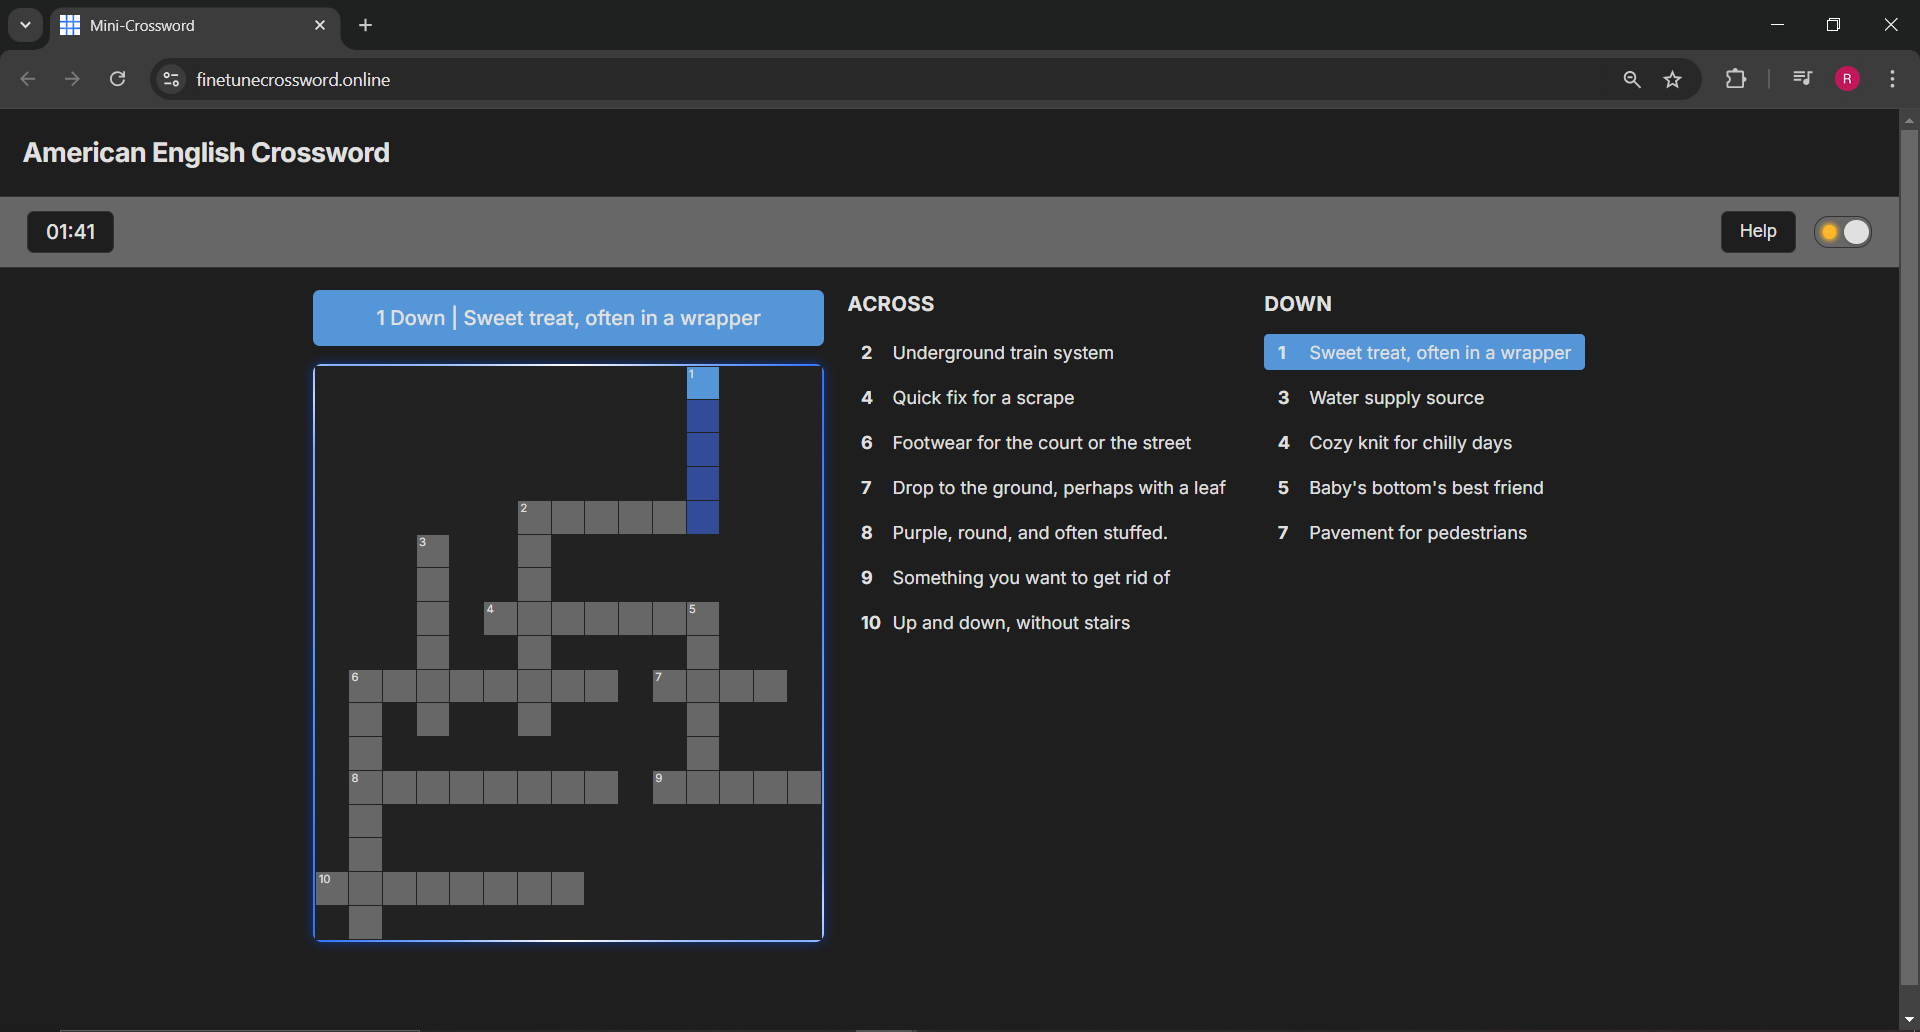 Mini-Crossword
finetunecrossword.online
R
American English Crossword
01:41
Help
1 Down | Sweet treat, often in a wrapper
1
2
3
4
5
6
7
8
9
10
ACROSS
2 Underground train system
4 Quick fix for a scrape
6 Footwear for the court or the street
7 Drop to the ground, perhaps with a leaf
8 Purple, round, and often stuffed.
9 Something you want to get rid of
10 Up and down, without stairs
DOWN
1 Sweet treat, often in a wrapper
3 Water supply source
4 Cozy knit for chilly days
5 Baby's bottom's best friend
7 Pavement for pedestrians